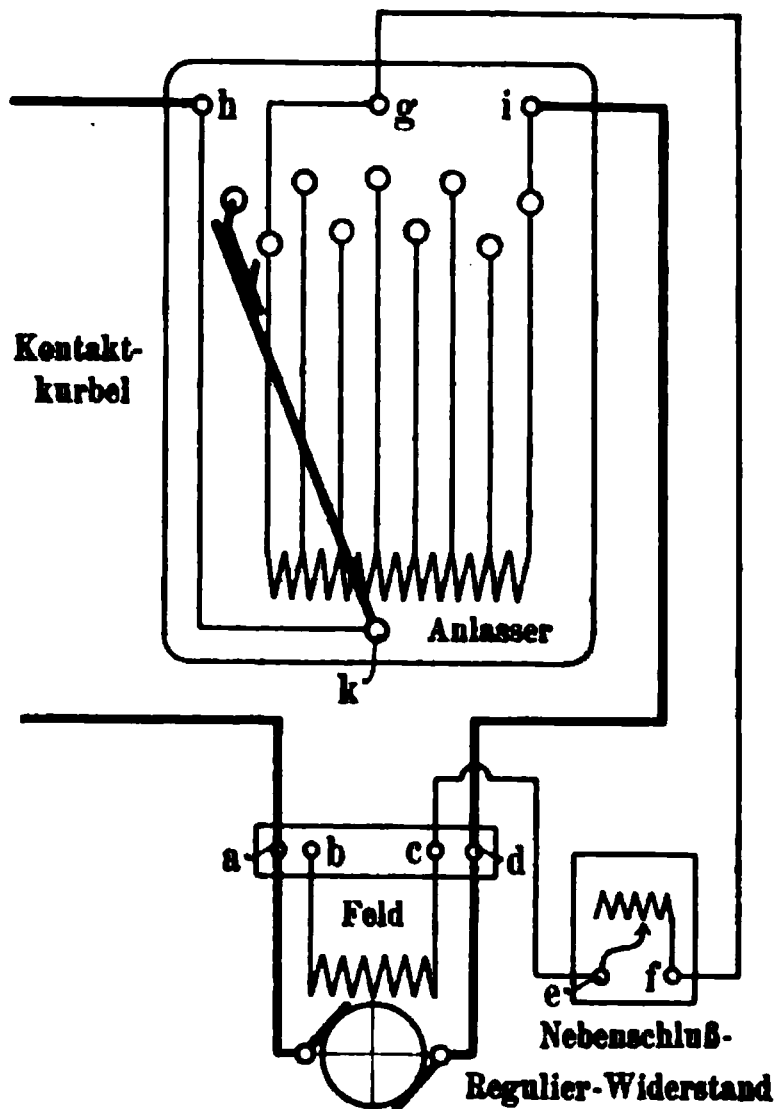 h
g
i
Kontakt-
kurbel
Anlasser
k
a
b
c
d
Feld
e
f
Nebenschluß-
Regulier-Widerstand